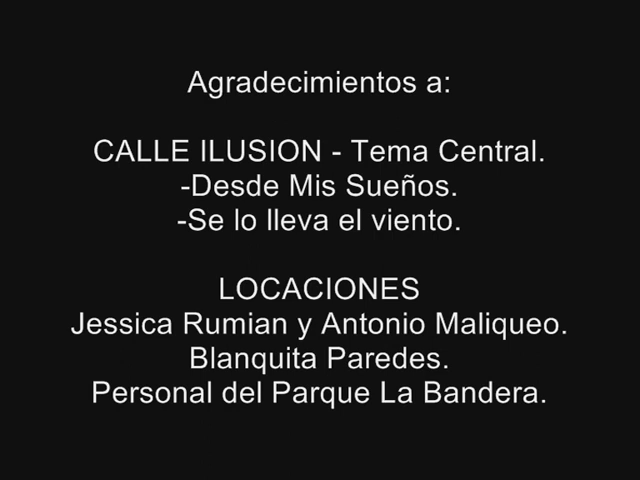 Agradecimientos a:
CALLE ILUSION - Tema Central.
-Desde Mis Sueños.
-Se lo lleva el viento.
LOCACIONES
Jessica Rumian y Antonio Maliqueo.
Blanquita Paredes.
Personal del Parque La Bandera.